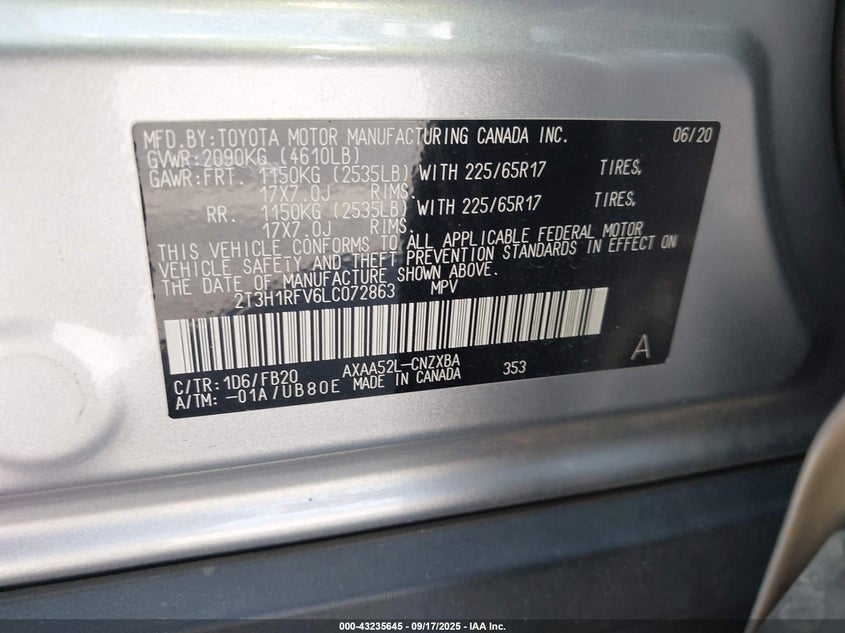 MFD.BY:TOYOTA MOTOR MANUFACTURING CANADA INC. 06/20
GVWR:2090KG (4610LB)
GAWR:FRT. 1150KG (2535LB) WITH 225/65R17 TIRES,
17X7.0J RIMS.
RR. 1150KG (2535LB) WITH 225/65R17 TIRES,
17X7.0J RIMS.
THIS VEHICLE CONFORMS TO ALL APPLICABLE FEDERAL MOTOR
VEHICLE SAFETY AND THEFT PREVENTION STANDARDS IN EFFECT ON
THE DATE OF MANUFACTURE SHOWN ABOVE.
2T3H1RFV6LC072863 MPV
C/TR: 1D6/FB20 AXAA52L-CNZXBA 353 A
A/TM: -01A/UB80E MADE IN CANADA
000-43235645 - 09/17/2025 - IAA Inc.